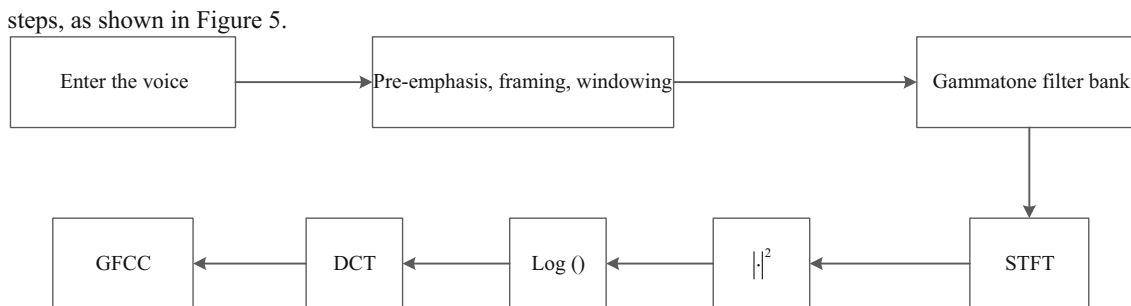 steps, as shown in Figure 5.
Enter the voice
Pre-emphasis, framing, windowing
Gammatone filter bank
STFT
|·|²
Log ()
DCT
GFCC